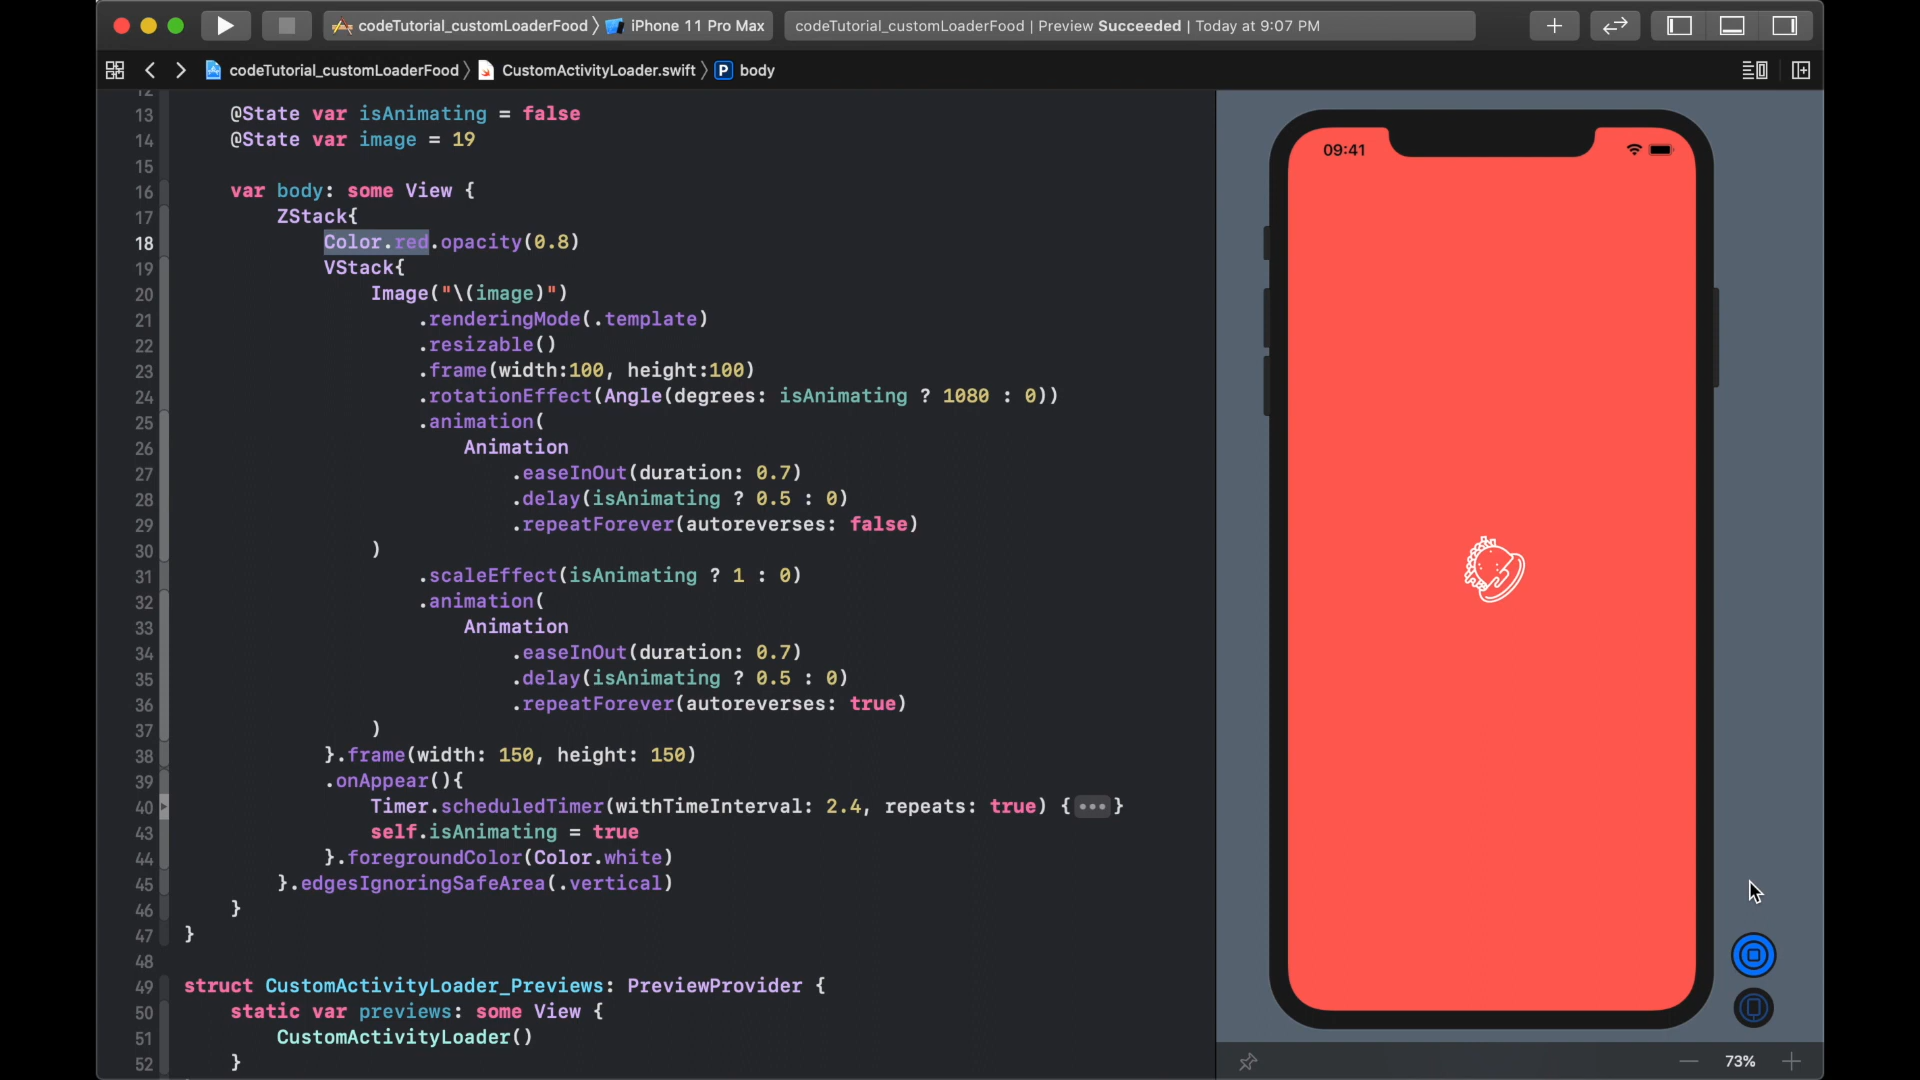 codeTutorial_customLoaderFood 〉 iPhone 11 Pro Max
codeTutorial_customLoaderFood | Preview Succeeded | Today at 9:07 PM
codeTutorial_customLoaderFood 〉 CustomActivityLoader.swift 〉 P body
12
13 @State var isAnimating = false
14 @State var image = 19
15
16 var body: some View {
17 ZStack{
18 Color.red.opacity(0.8)
19 VStack{
20 Image("\(image)")
21 .renderingMode(.template)
22 .resizable()
23 .frame(width:100, height:100)
24 .rotationEffect(Angle(degrees: isAnimating ? 1080 : 0))
25 .animation(
26 Animation
27 .easeInOut(duration: 0.7)
28 .delay(isAnimating ? 0.5 : 0)
29 .repeatForever(autoreverses: false)
30 )
31 .scaleEffect(isAnimating ? 1 : 0)
32 .animation(
33 Animation
34 .easeInOut(duration: 0.7)
35 .delay(isAnimating ? 0.5 : 0)
36 .repeatForever(autoreverses: true)
37 )
38 }.frame(width: 150, height: 150)
39 .onAppear(){
40 Timer.scheduledTimer(withTimeInterval: 2.4, repeats: true) {•••}
43 self.isAnimating = true
44 }.foregroundColor(Color.white)
45 }.edgesIgnoringSafeArea(.vertical)
46 }
47 }
48
49 struct CustomActivityLoader_Previews: PreviewProvider {
50 static var previews: some View {
51 CustomActivityLoader()
52 }
09:41
73%